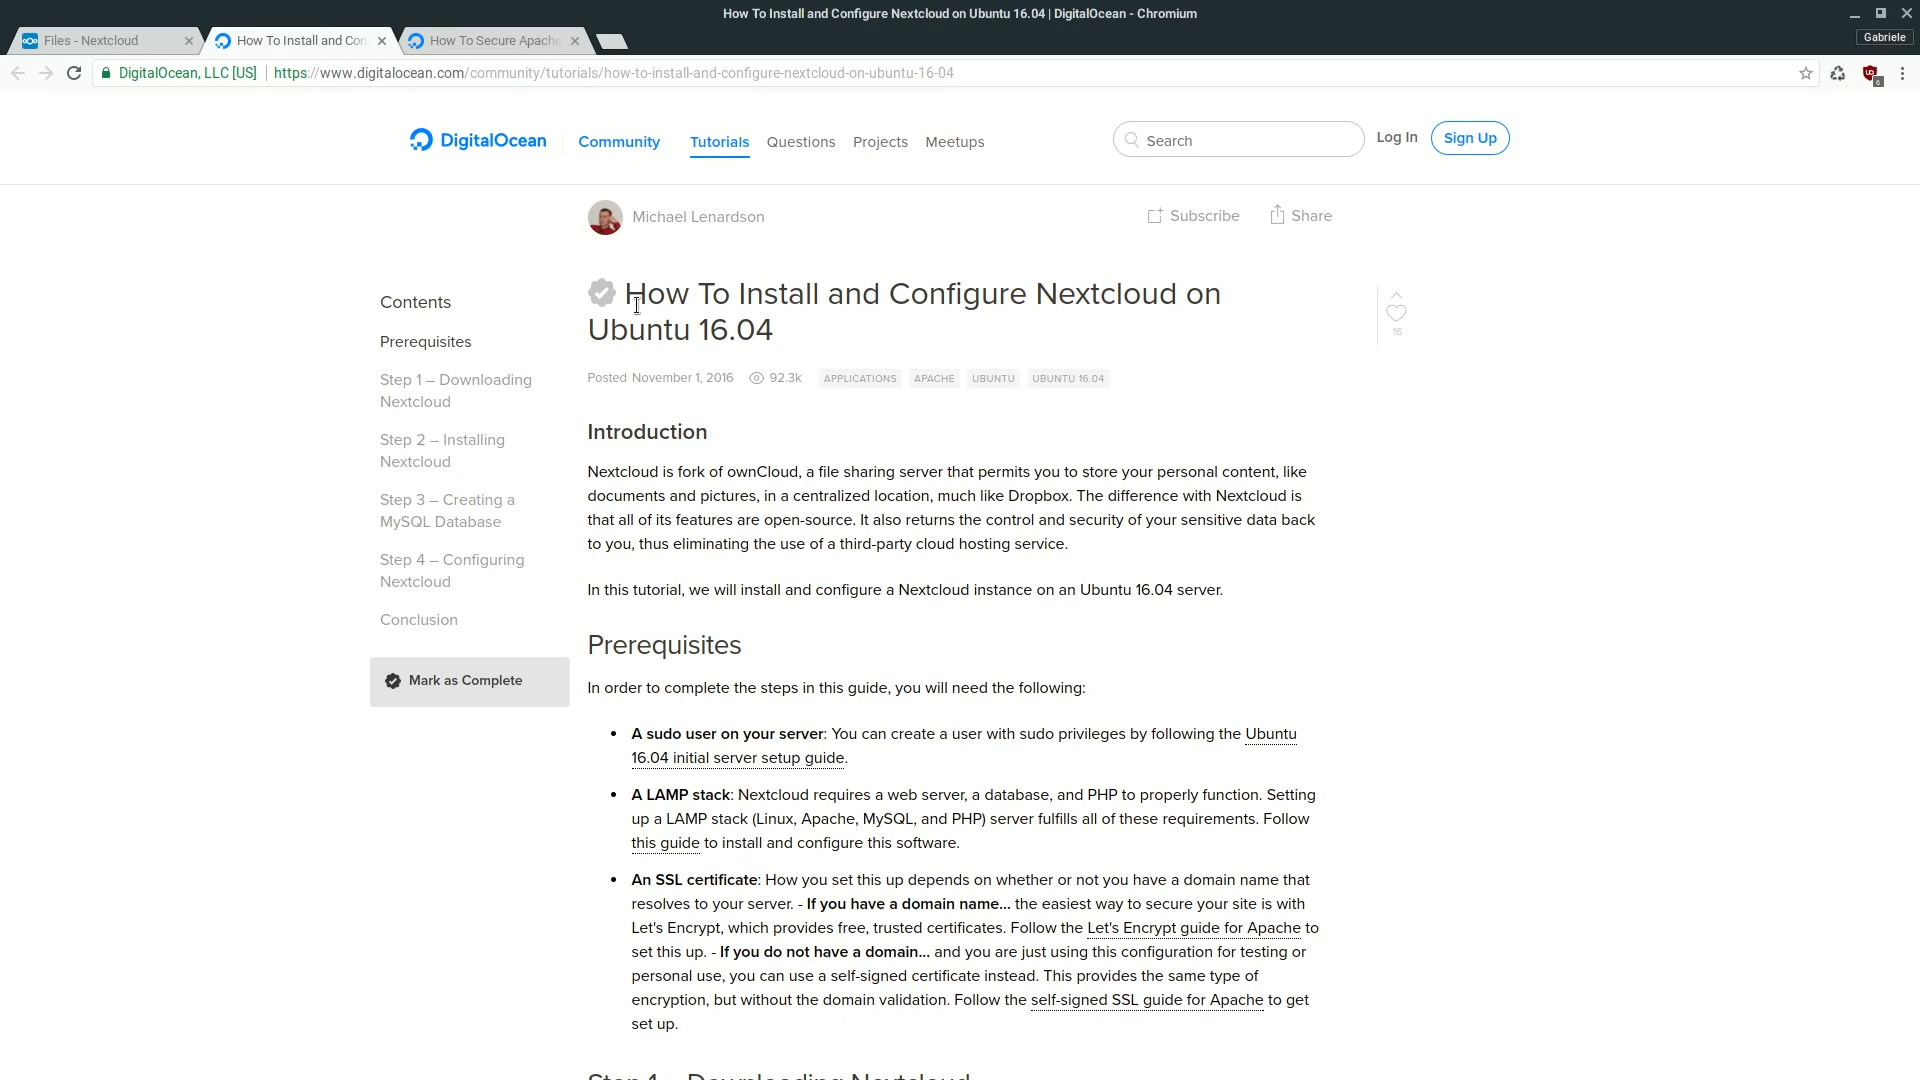 How To Install and Configure Nextcloud on Ubuntu 16.04 | DigitalOcean - Chromium
Files - Nextcloud
How To Install and Con
How To Secure Apache
Gabriele
DigitalOcean, LLC [US]
https://www.digitalocean.com/community/tutorials/how-to-install-and-configure-nextcloud-on-ubuntu-16-04
6
DigitalOcean
Community
Tutorials
Questions
Projects
Meetups
Search
Log In
Sign Up
Michael Lenardson
Subscribe
Share
Contents
Prerequisites
Step 1 – Downloading
Nextcloud
Step 2 – Installing
Nextcloud
Step 3 – Creating a
MySQL Database
Step 4 – Configuring
Nextcloud
Conclusion
Mark as Complete
How To Install and Configure Nextcloud on
Ubuntu 16.04
16
Posted November 1, 2016
92.3k
APPLICATIONS
APACHE
UBUNTU
UBUNTU 16.04
Introduction
Nextcloud is fork of ownCloud, a file sharing server that permits you to store your personal content, like
documents and pictures, in a centralized location, much like Dropbox. The difference with Nextcloud is
that all of its features are open-source. It also returns the control and security of your sensitive data back
to you, thus eliminating the use of a third-party cloud hosting service.
In this tutorial, we will install and configure a Nextcloud instance on an Ubuntu 16.04 server.
Prerequisites
In order to complete the steps in this guide, you will need the following:
• A sudo user on your server: You can create a user with sudo privileges by following the Ubuntu
16.04 initial server setup guide.
• A LAMP stack: Nextcloud requires a web server, a database, and PHP to properly function. Setting
up a LAMP stack (Linux, Apache, MySQL, and PHP) server fulfills all of these requirements. Follow
this guide to install and configure this software.
• An SSL certificate: How you set this up depends on whether or not you have a domain name that
resolves to your server. - If you have a domain name... the easiest way to secure your site is with
Let's Encrypt, which provides free, trusted certificates. Follow the Let's Encrypt guide for Apache to
set this up. - If you do not have a domain... and you are just using this configuration for testing or
personal use, you can use a self-signed certificate instead. This provides the same type of
encryption, but without the domain validation. Follow the self-signed SSL guide for Apache to get
set up.
Step 1 – Downloading Nextcloud